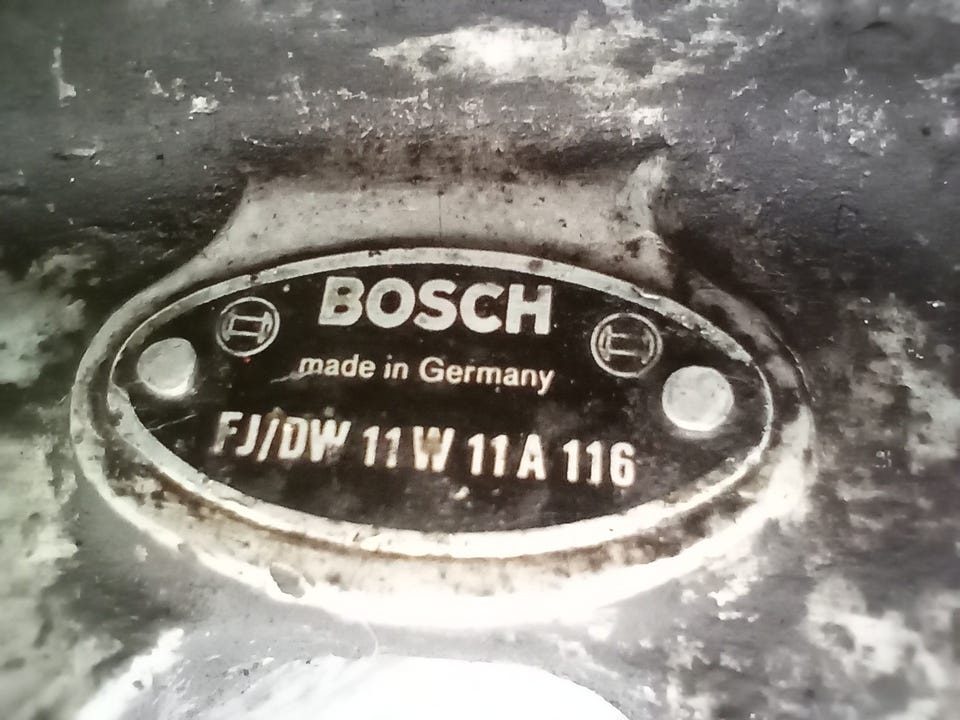 BOSCH
made in Germany
FJ/DW 11 W 11 A 116